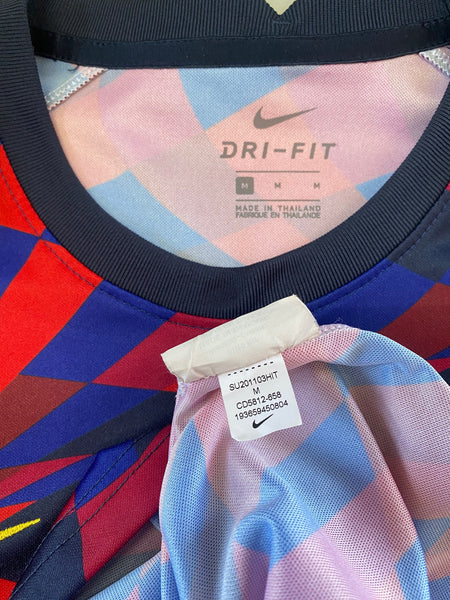 DRI-FIT
M M M
MADE IN THAILAND
FABRIQUE EN THAILANDE
SU201103HIT
M
CD5812-658
193659450804